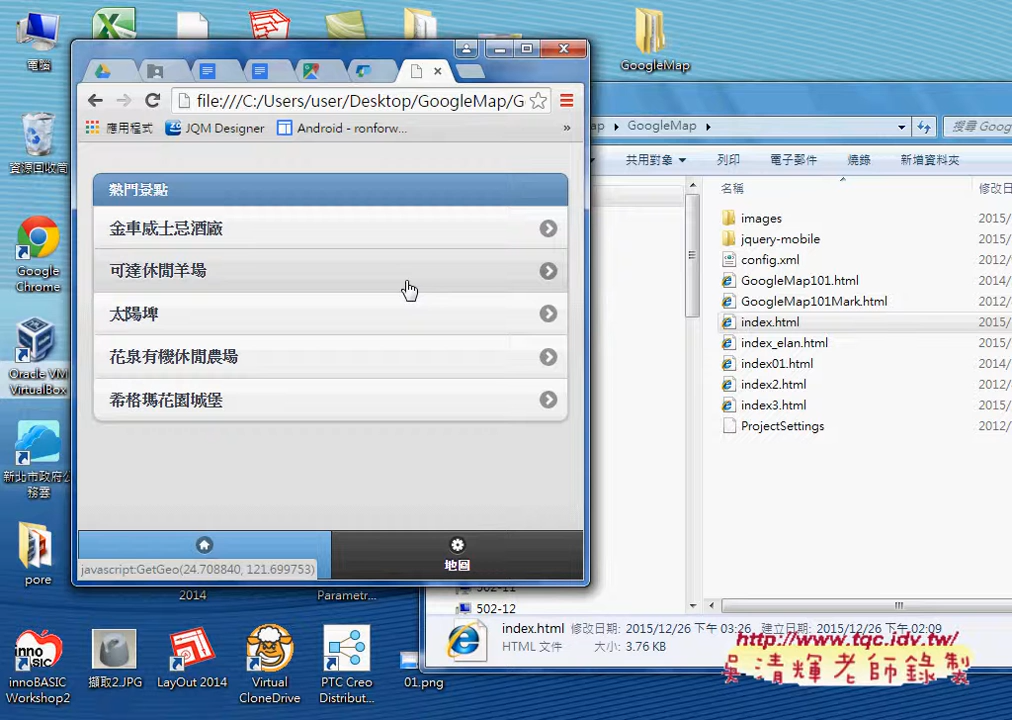 電腦
GoogleMap
file:///C:/Users/user/Desktop/GoogleMap/G
應用程式
JQM Designer
Android - ronforw...
»
GoogleMap
搜尋 Goog
共用對象
列印
電子郵件
燒錄
新增資料夾
資源回收筒
熱門景點
金車威士忌酒廠
可達休閒羊場
太陽埤
花泉有機休閒農場
希格瑪花園城堡
名稱
修改日
images
2015/
jquery-mobile
2015/
config.xml
2012/
GoogleMap101.html
2014/
GoogleMap101Mark.html
2012/
index.html
2015/
index_elan.html
2015/
index01.html
2014/
index2.html
2012/
index3.html
2015/
ProjectSettings
2012/
Google
Chrome
Oracle VM
VirtualBox
新北市政府公
務雲
pore
javascript:GetGeo(24.708840, 121.699753)
地圖
2014
Parametr...
502-11
502-12
index.html 修改日期: 2015/12/26 下午 03:26 建立日期: 2015/12/26 下午 02:09
HTML 文件 大小: 3.76 KB
http://www.tqc.idv.tw/
吳清輝老師錄製
innoBASIC
Workshop2
擷取2.JPG
LayOut 2014
Virtual
CloneDrive
PTC Creo
Distribut...
01.png